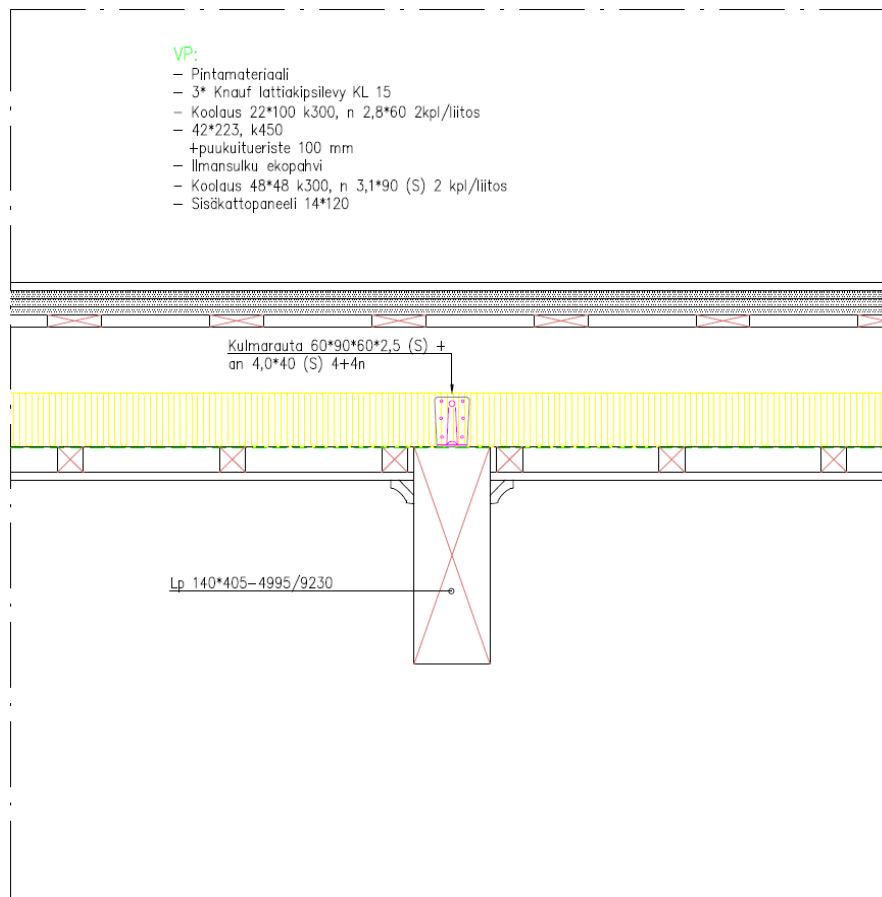 VP:
– Pintamateriaali
– 3* Knauf lattiakipsilevy KL 15
– Koolaus 22*100 k300, n 2,8*60 2kpl/liitos
– 42*223, k450
+puukitueriste 100 mm
– Ilmansulku ekopahvi
– Koolaus 48*48 k300, n 3,1*90 (S) 2 kpl/liitos
– Sisäkattopaneeli 14*120
Kulmarauta 60*90*60*2,5 (S) +
an 4,0*40 (S) 4+4n
Lp 140*405–4995/9230